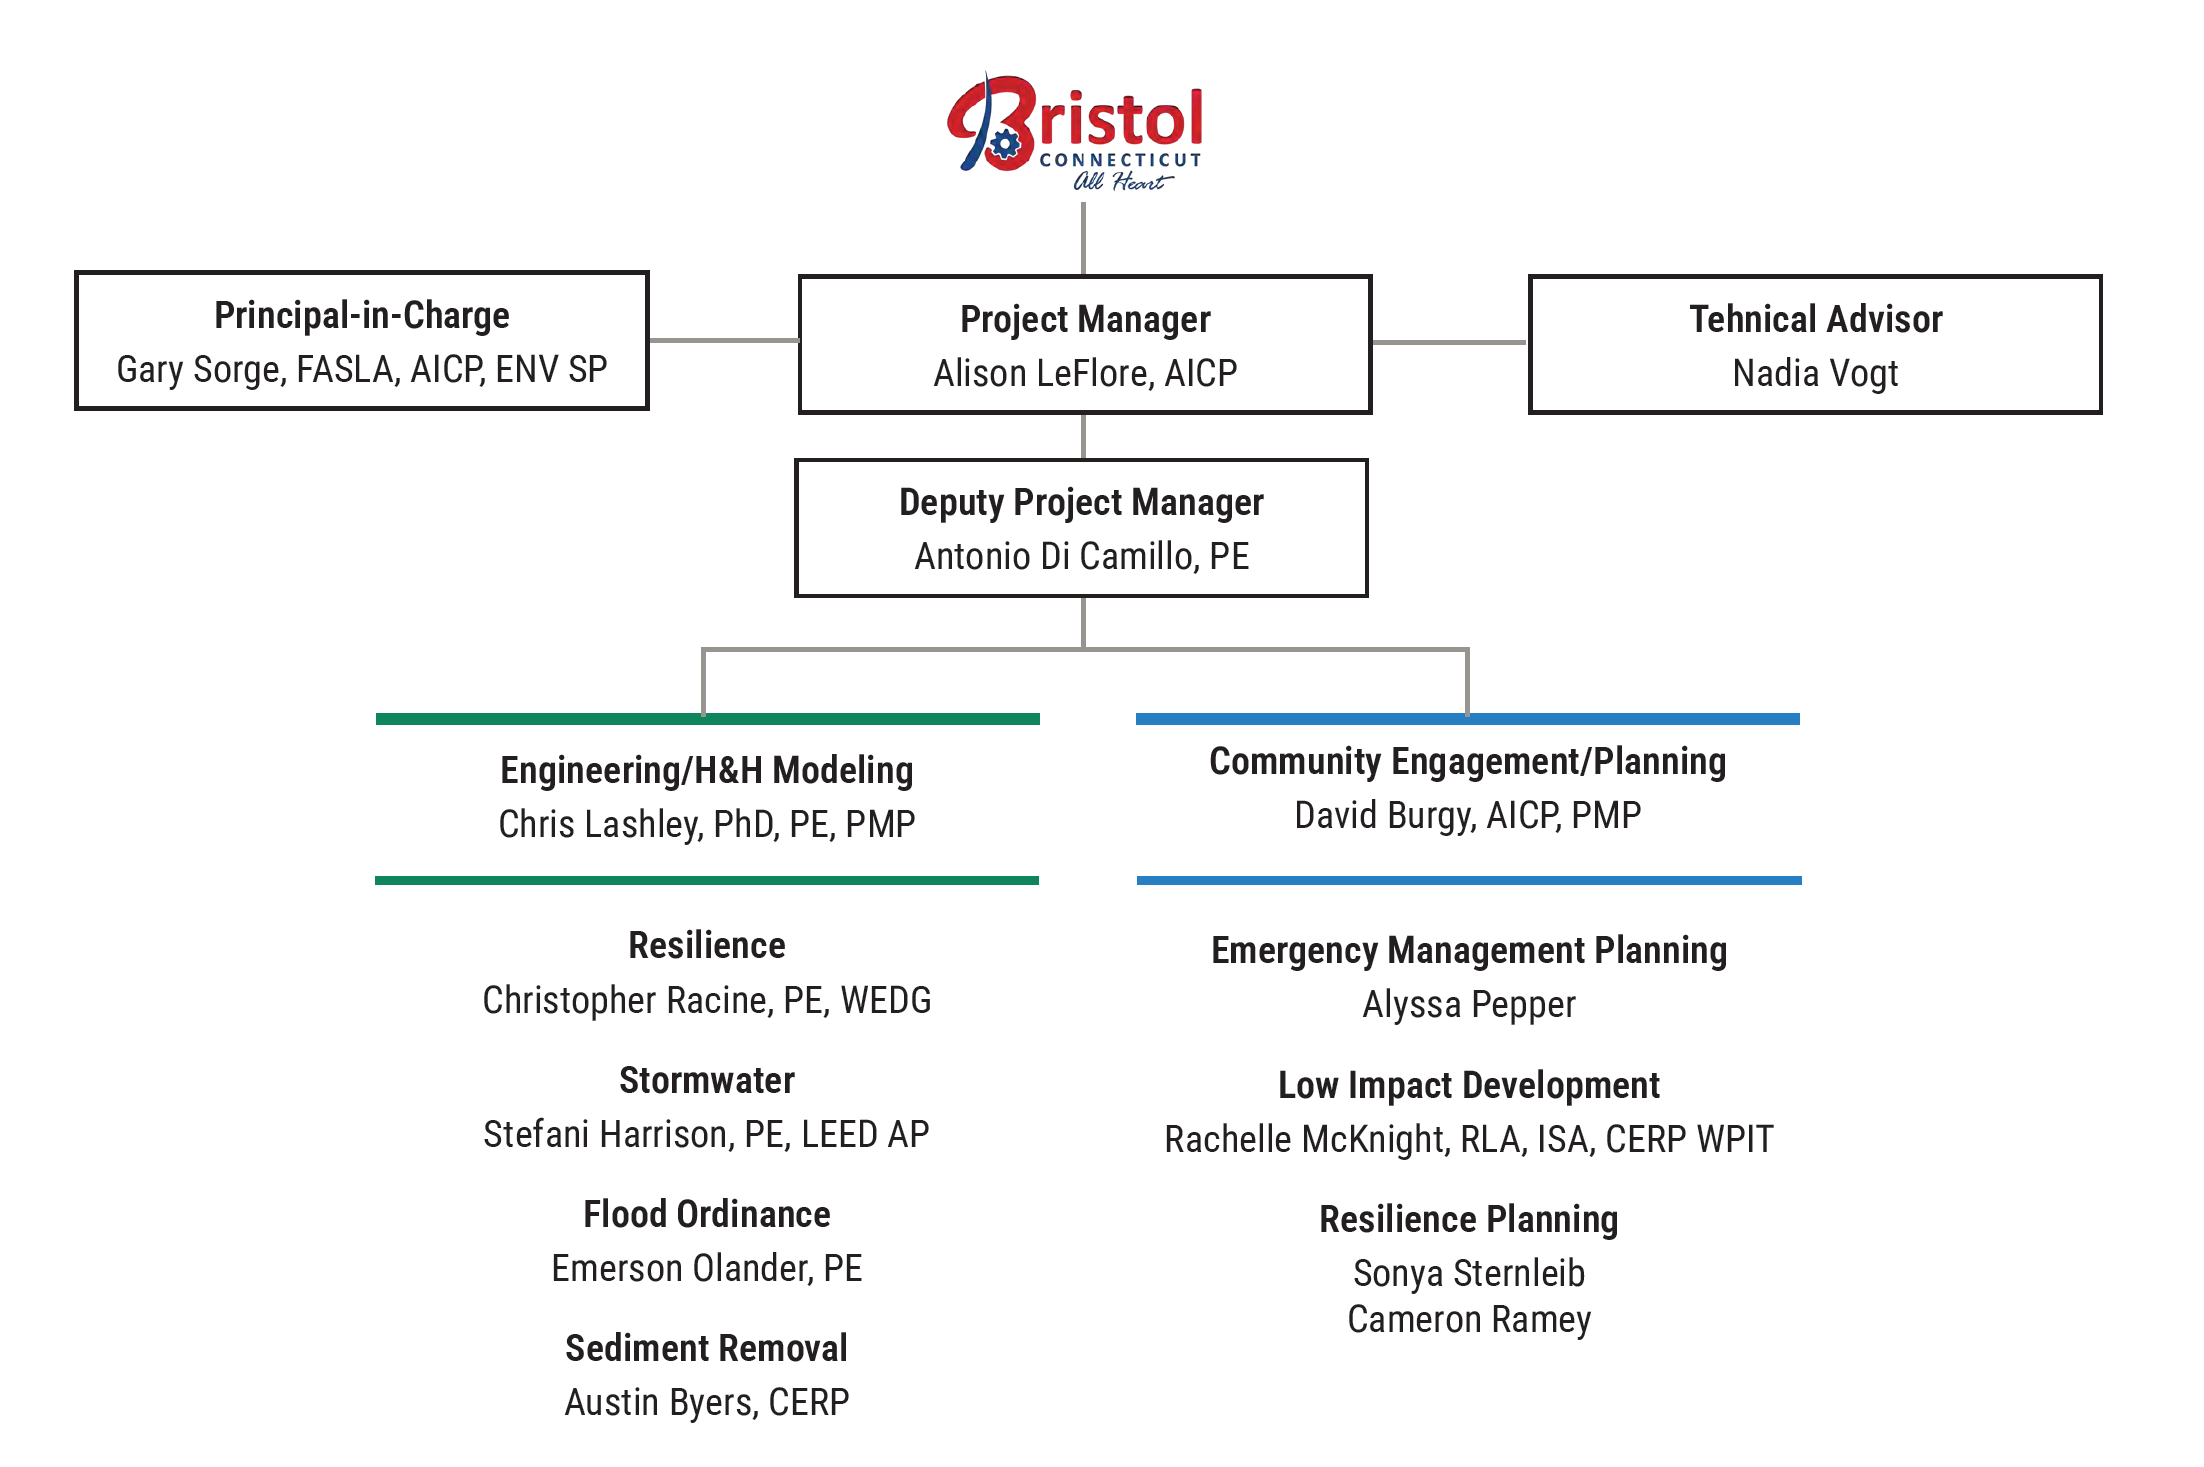 Bristol
CONNECTICUT
All Heart
Principal-in-Charge
Gary Sorge, FASLA, AICP, ENV SP
Project Manager
Alison LeFlore, AICP
Tehnical Advisor
Nadia Vogt
Deputy Project Manager
Antonio Di Camillo, PE
Engineering/H&H Modeling
Chris Lashley, PhD, PE, PMP
Resilience
Christopher Racine, PE, WEDG
Stormwater
Stefani Harrison, PE, LEED AP
Flood Ordinance
Emerson Olander, PE
Sediment Removal
Austin Byers, CERP
Community Engagement/Planning
David Burgy, AICP, PMP
Emergency Management Planning
Alyssa Pepper
Low Impact Development
Rachelle McKnight, RLA, ISA, CERP WPIT
Resilience Planning
Sonya Sternleib
Cameron Ramey